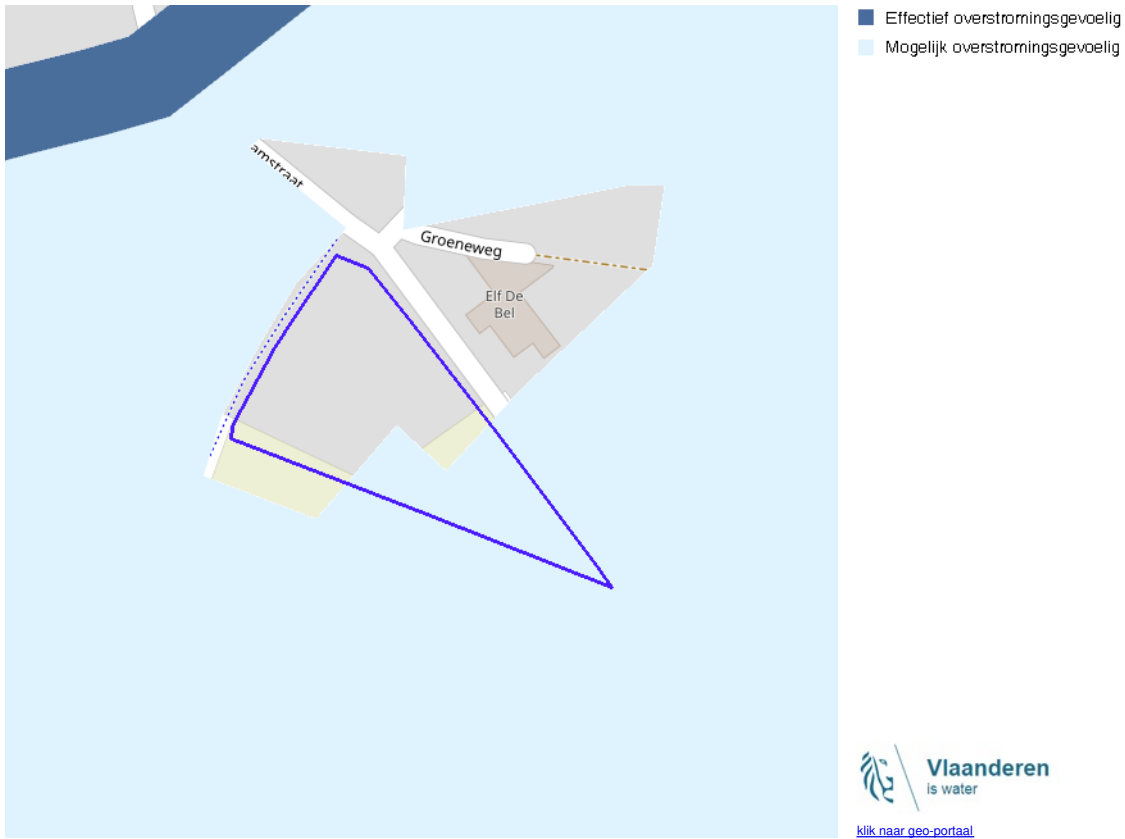 Effectief overstromingsgevoelig
Mogelijk overstromingsgevoelig
amstraat
Groeneweg
Elf De
Bel
Vlaanderen
is water
klik naar geo-portaal